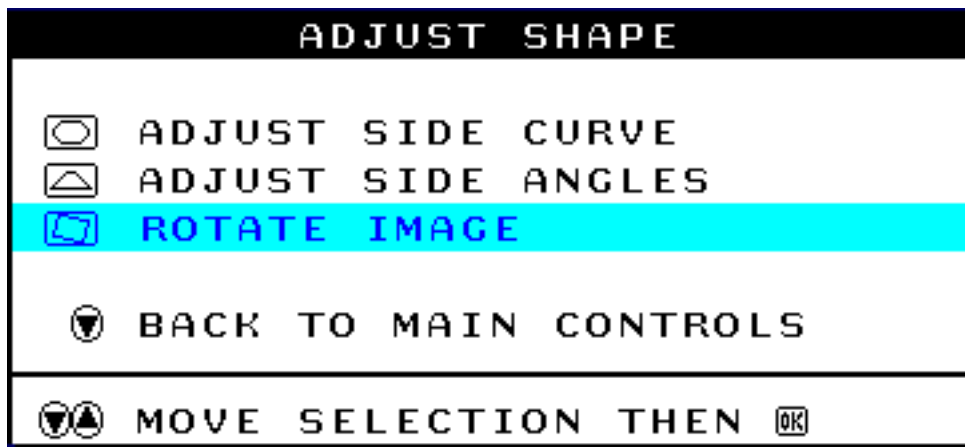 ADJUST SHAPE
ADJUST SIDE CURVE
ADJUST SIDE ANGLES
ROTATE IMAGE
BACK TO MAIN CONTROLS
MOVE SELECTION THEN OK